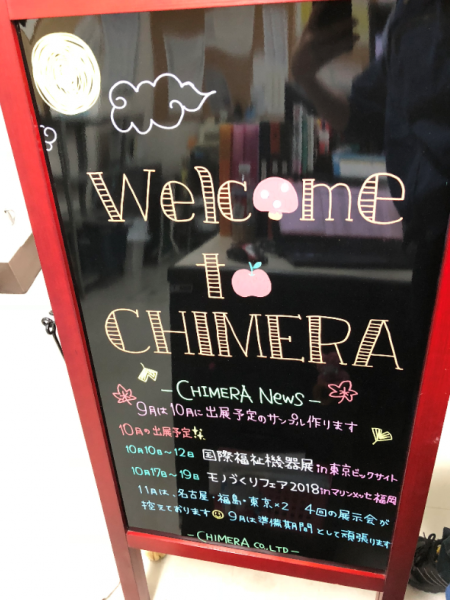 Welcome
to
CHIMERA
- CHIMERA News -
9月は10月に出展予定のサンプル作ります
10月の出展予定
10月10日〜12日 国際福祉機器展 in 東京ビックサイト
10月17日〜19日 モノづくりフェア2018 in マリンメッセ福岡
11月は、名古屋・福島・東京×2 4回の展示会が
控えております 9月は準備期間として頑張ります
- CHIMERA CO.,LTD -